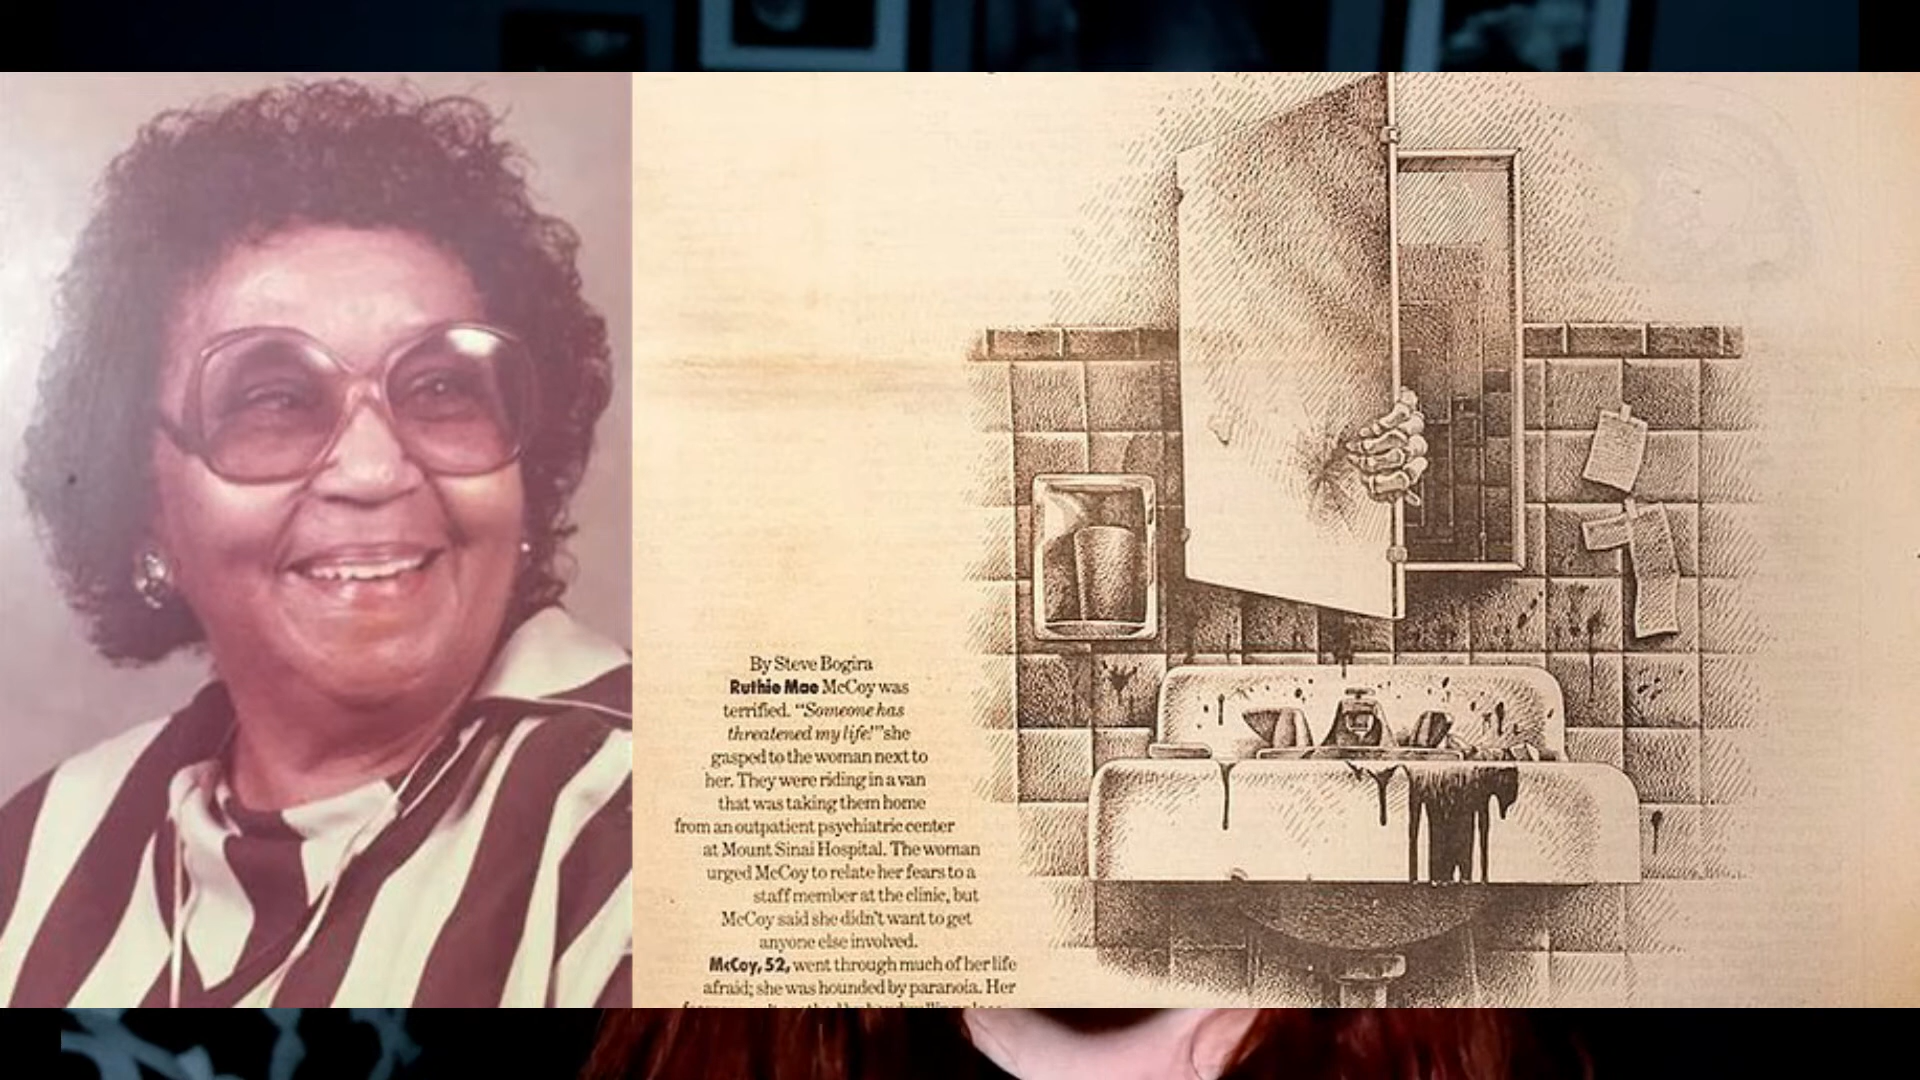 By Steve Bogira
Ruthie Mae McCoy was
terrified. "Someone has
threatened my life!" she
gasped to the woman next to
her. They were riding in a van
that was taking them home
from an outpatient psychiatric center
at Mount Sinai Hospital. The woman
urged McCoy to relate her fears to a
staff member at the clinic, but
McCoy said she didn't want to get
anyone else involved.
McCoy, 52, went through much of her life
afraid; she was hounded by paranoia. Her